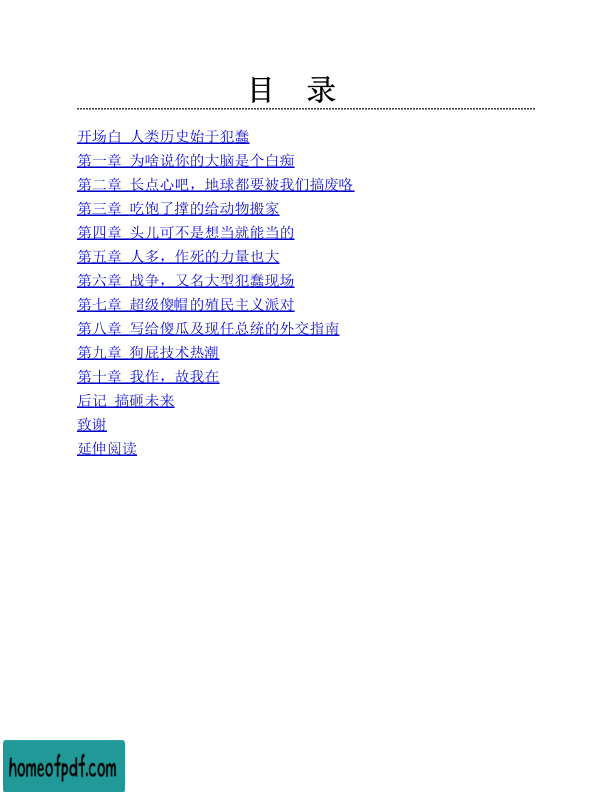 目 录
开场白 人类历史始于犯蠢
第一章 为啥说你的大脑是个白痴
第二章 长点心吧，地球都要被我们搞废咯
第三章 吃饱了撑的给动物搬家
第四章 头儿可不是想当就能当的
第五章 人多，作死的力量也大
第六章 战争，又名大型犯蠢现场
第七章 超级傻帽的殖民主义派对
第八章 写给傻瓜及现任总统的外交指南
第九章 狗屁技术热潮
第十章 我作，故我在
后记 搞砸未来
致谢
延伸阅读
homeofpdf.com